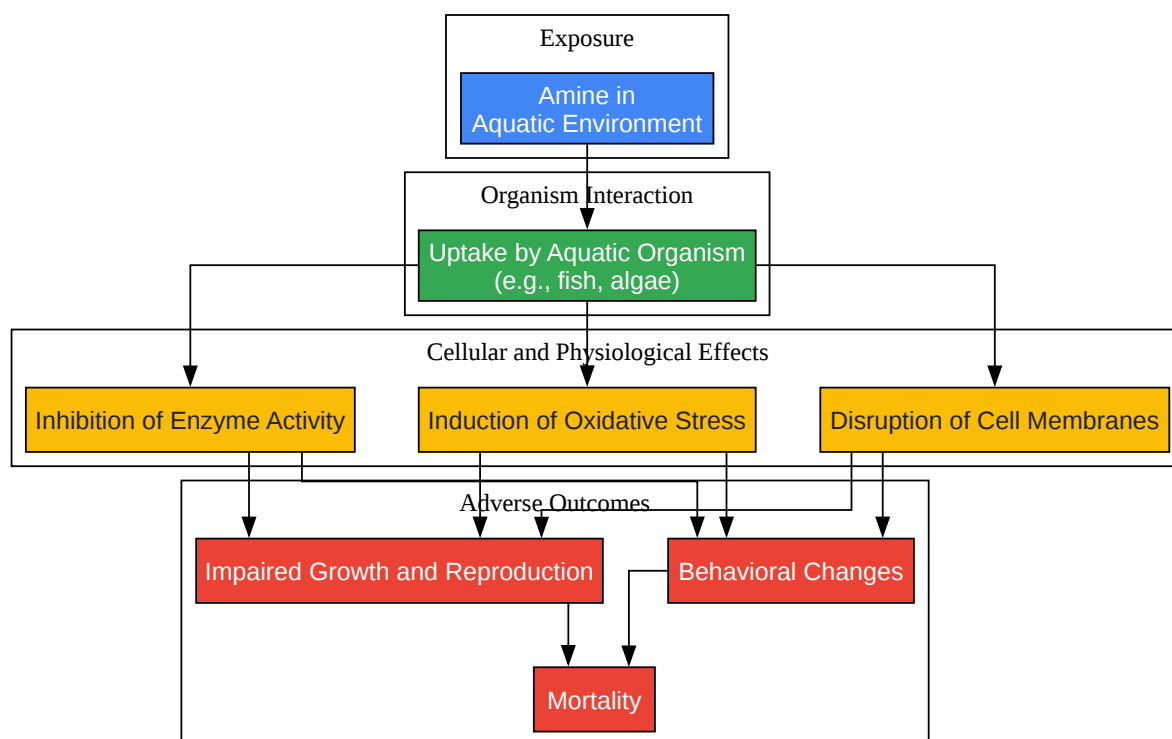 Exposure
Amine in
Aquatic Environment
Organism Interaction
Uptake by Aquatic Organism
(e.g., fish, algae)
Cellular and Physiological Effects
Inhibition of Enzyme Activity
Induction of Oxidative Stress
Disruption of Cell Membranes
Adverse Outcomes
Impaired Growth and Reproduction
Behavioral Changes
Mortality